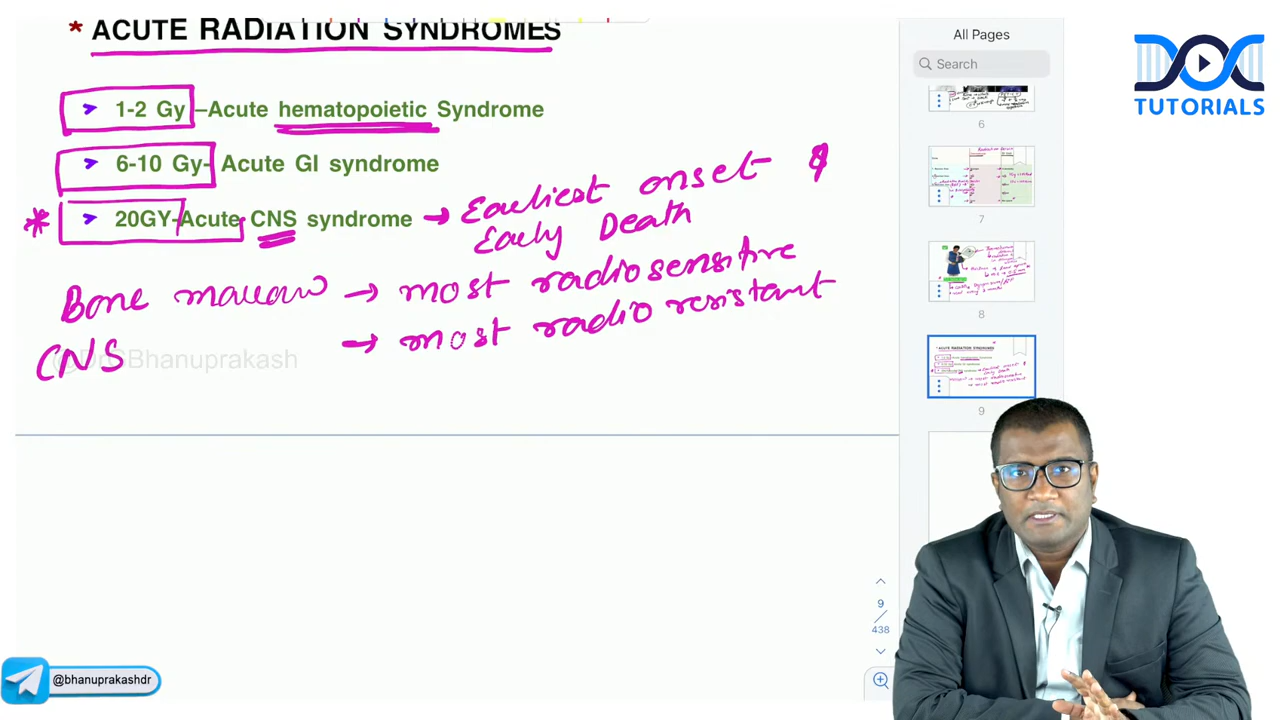 * ACUTE RADIATION SYNDROMES
➤ 1-2 Gy –Acute hematopoietic Syndrome
➤ 6-10 Gy- Acute GI syndrome
* ➤ 20GY-Acute CNS syndrome → Earliest onset &
Early Death
Bone marrow → most radiosensitive
CNS → most radio resistant
@Dr.GBhanuprakash
All Pages
Search
6
7
8
9
9
/
438
DOC
TUTORIALS
@bhanuprakashdr